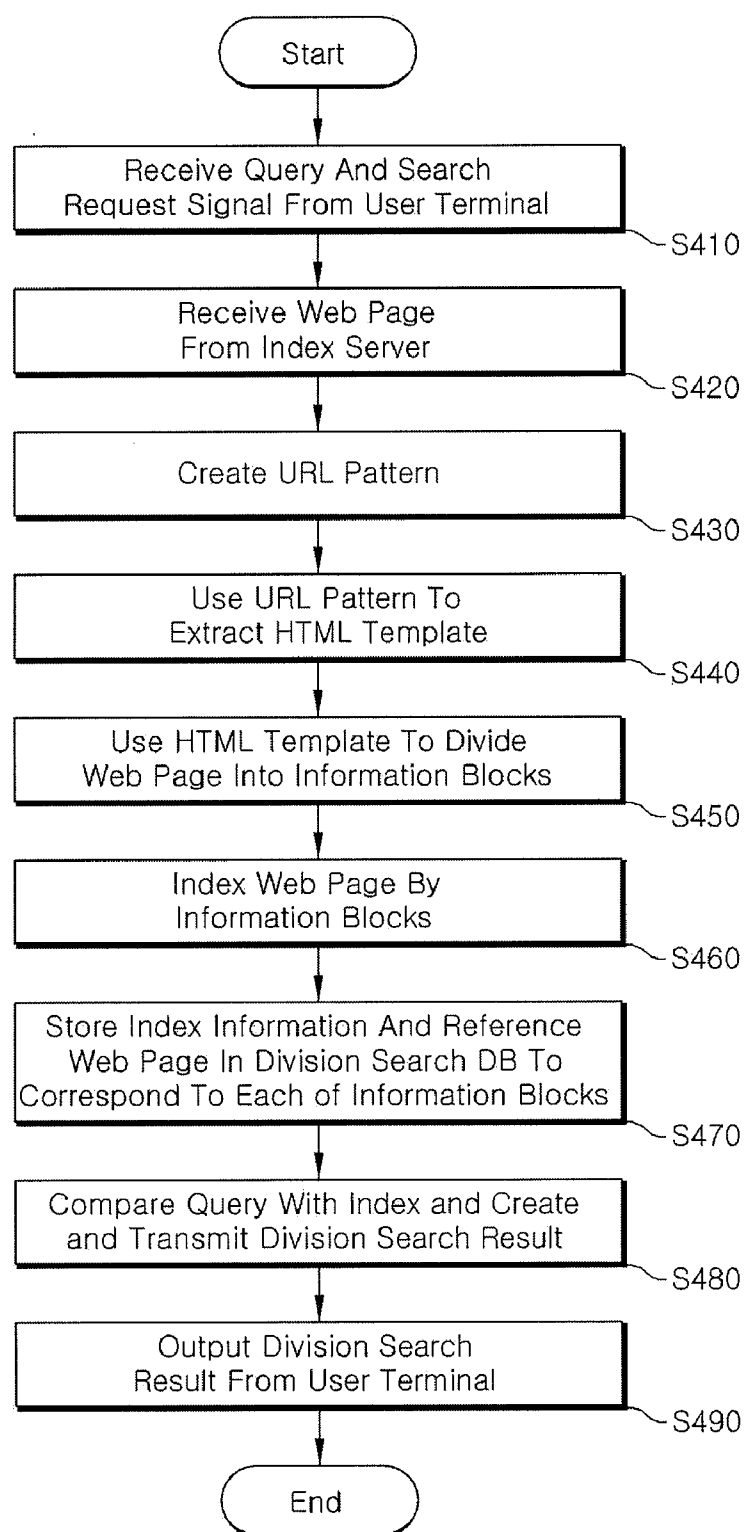 Start
Receive Query And Search
Request Signal From User Terminal
S410
Receive Web Page
From Index Server
S420
Create URL Pattern
S430
Use URL Pattern To
Extract HTML Template
S440
Use HTML Template To Divide
Web Page Into Information Blocks
S450
Index Web Page By
Information Blocks
S460
Store Index Information And Reference
Web Page In Division Search DB To
Correspond To Each of Information Blocks
S470
Compare Query With Index and Create
and Transmit Division Search Result
S480
Output Division Search
Result From User Terminal
S490
End